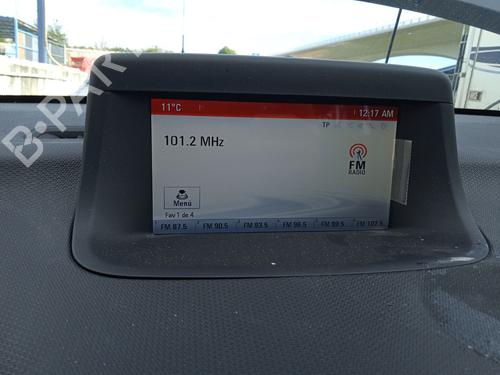 11°C
12:17 AM
TP
101.2 MHz
FM
RADIO
Menú
Fav 1 de 4
FM 87.5
FM 90.5
FM 93.5
FM 96.5
FM 99.5
FM 102.5
B-PARTS